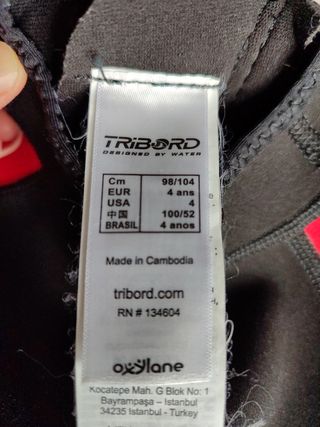 TRIBORD
DESIGNED BY WATER
Cm 98/104
EUR 4 ans
USA 4
中国 100/52
BRASIL 4 anos
Made in Cambodia
tribord.com
RN # 134604
oxylane
Kocatepe Mah. G Blok No: 1
Bayrampaşa – Istanbul
34235 Istanbul - Turkey